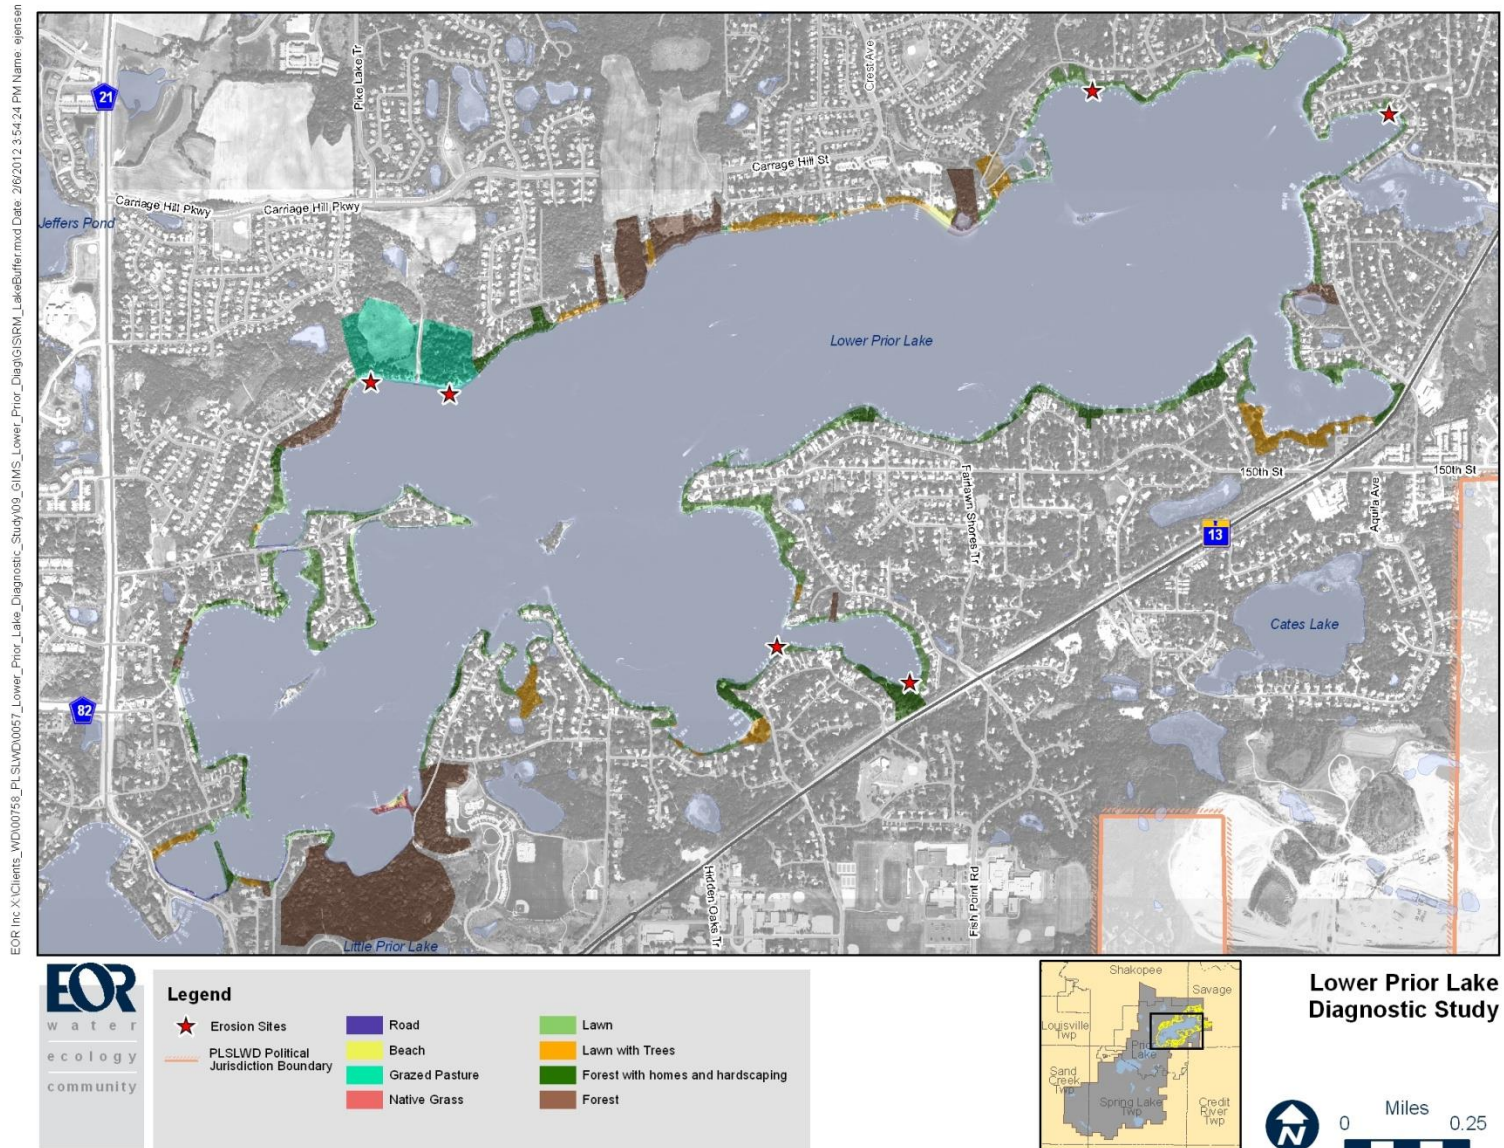 EOR Inc X:\Clients_WD\00758_PLSLWD\0057_Lower_Prior_Lake_Diagnostic_Study\09_GIMS_Lower_Prior_Diag\GIS\RM_LakeBuffer.mxd Date: 2/6/2012 3:54:24 PM Name: ejensen
21
Pike Lake Tr
Crest Ave
Carrage Hill St
Carriage Hill Pkwy
Carriage Hill Pkwy
Jeffers Pond
Lower Prior Lake
150th St
150th St
Fairlawn Shores Tr
Aquila Ave
13
Cates Lake
82
Hidden Oaks Tr
Fish Point Rd
Little Prior Lake
EOR
water
ecology
community
Legend
Erosion Sites
PLSLWD Political
Jurisdiction Boundary
Road
Beach
Grazed Pasture
Native Grass
Lawn
Lawn with Trees
Forest with homes and hardscaping
Forest
Shakopee
Savage
Louisville
Twp
Prior
Lake
Sand
Creek
Twp
Spring Lake
Twp
Credit
River
Twp
Lower Prior Lake
Diagnostic Study
N
Miles
0 0.25